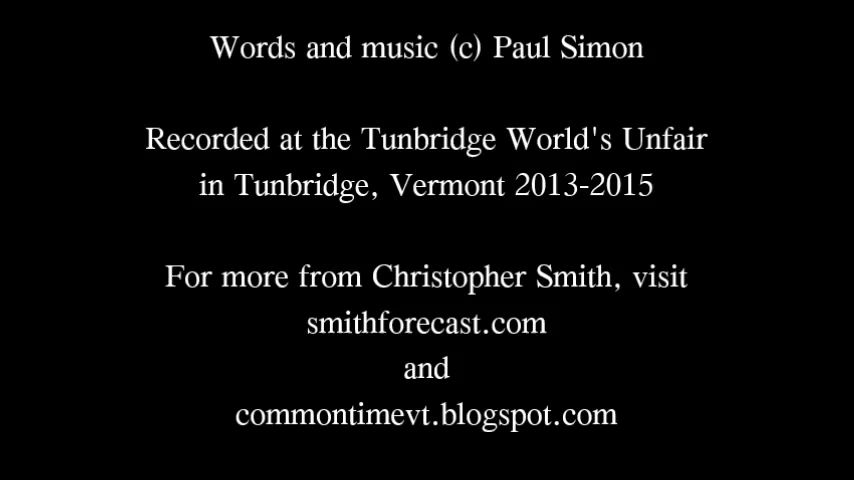 Words and music (c) Paul Simon
Recorded at the Tunbridge World's Unfair
in Tunbridge, Vermont 2013-2015
For more from Christopher Smith, visit
smithforecast.com
and
commontimevt.blogspot.com